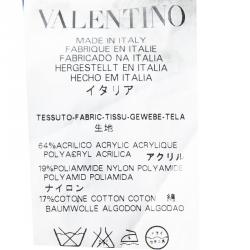 VALENTINO
MADE IN ITALY
FABRIQUE EN ITALIE
FABRICADO NA ITALIA
HERGESTELLT EN ITALIA
HECHO EM ITALIA
イタリア
TESSUTO-FABRIC-TISSU-GEWEBE-TELA
生地
64%ACRILICO ACRYLIC ACRYLIQUE
POLYAERYL ACRILICA アクリル
19%POLIAMMIDE NYLON POLYAMIDE
POLYAMID POLIAMIDA
ナイロン
17%COTONE COTTON COTON 綿
BAUMWOLLE ALGODON ALGODAO